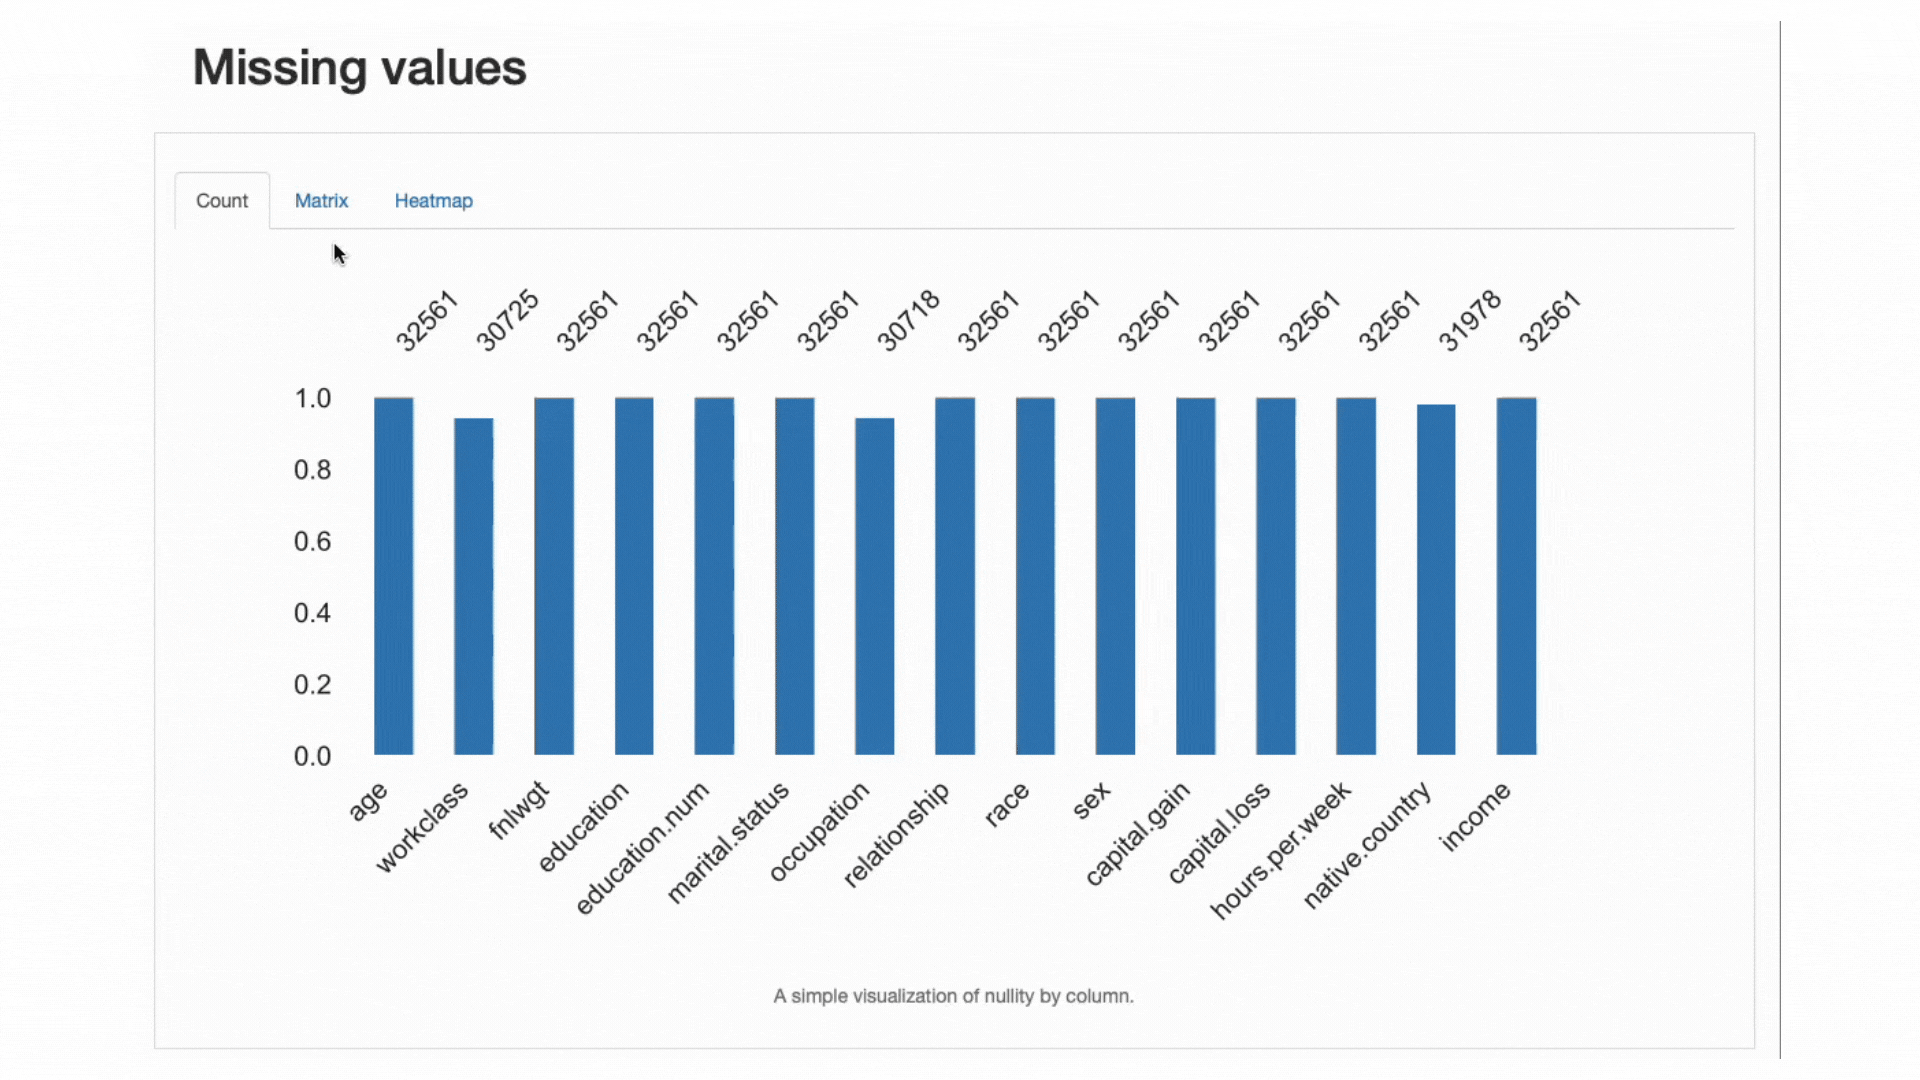 Missing values
Count Matrix Heatmap
32561 30725 32561 32561 32561 32561 30718 32561 32561 32561 32561 32561 32561 31978 32561
1.0
0.8
0.6
0.4
0.2
0.0
age workclass fnlwgt education education.num marital.status occupation relationship race sex capital.gain capital.loss hours.per.week native.country income
A simple visualization of nullity by column.